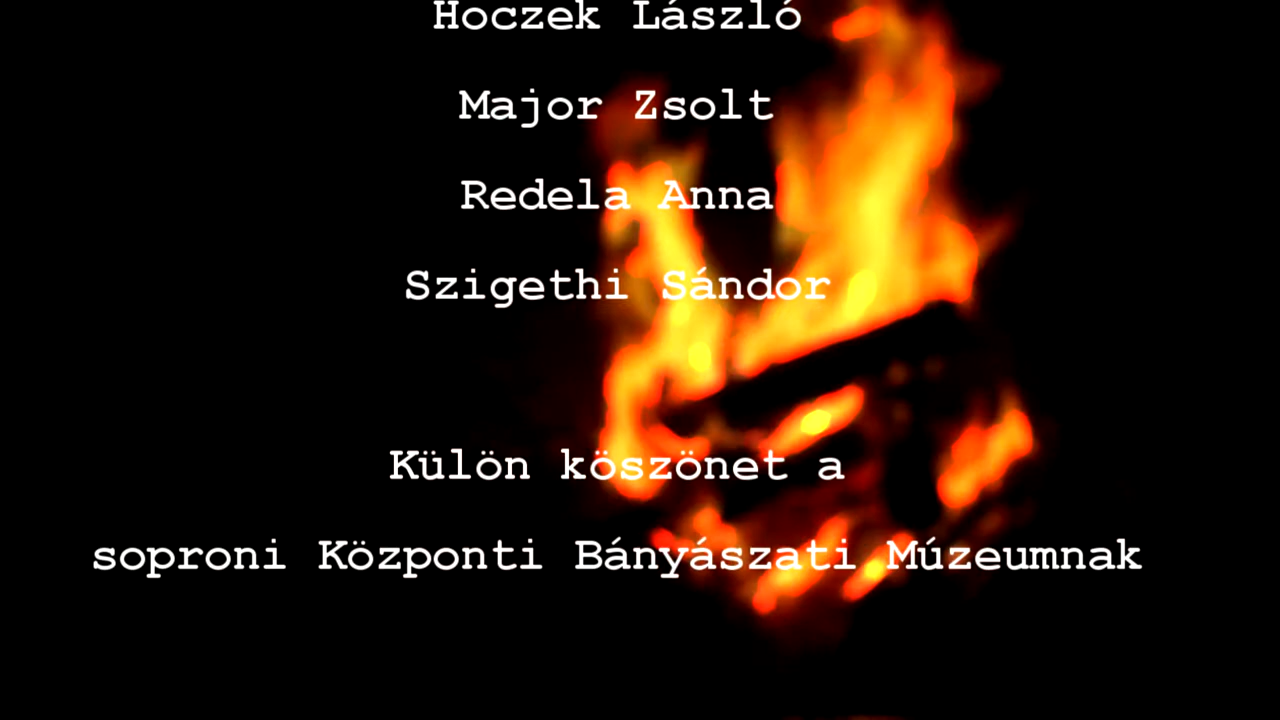 Hoczek László
Major Zsolt
Redela Anna
Szigethi Sándor
Külön köszönet a
soproni Központi Bányászati Múzeumnak